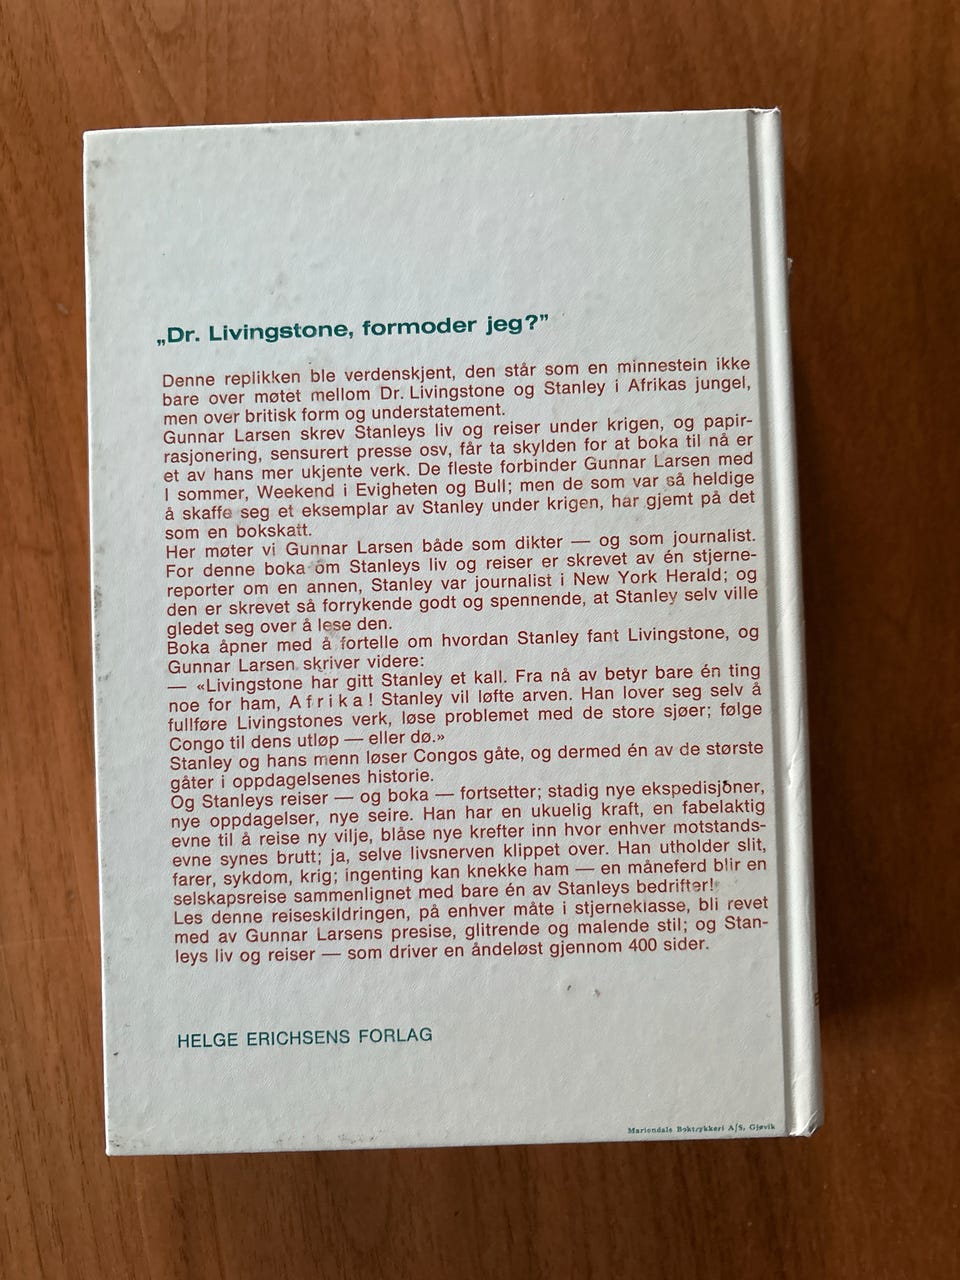 „Dr. Livingstone, formoder jeg?”
Denne replikken ble verdenskjent, den står som en minnestein ikke
bare over møtet mellom Dr. Livingstone og Stanley i Afrikas jungel,
men over britisk form og understatement.
Gunnar Larsen skrev Stanleys liv og reiser under krigen, og papir-
rasjonering, sensurert presse osv, får ta skylden for at boka til nå er
et av hans mer ukjente verk. De fleste forbinder Gunnar Larsen med
I sommer, Weekend i Evigheten og Bull; men de som var så heldige
å skaffe seg et eksemplar av Stanley under krigen, har gjemt på det
som en bokskatt.
Her møter vi Gunnar Larsen både som dikter — og som journalist.
For denne boka om Stanleys liv og reiser er skrevet av én stjerne-
reporter om en annen, Stanley var journalist i New York Herald; og
den er skrevet så forrykende godt og spennende, at Stanley selv ville
gledet seg over å lese den.
Boka åpner med å fortelle om hvordan Stanley fant Livingstone, og
Gunnar Larsen skriver videre:
— «Livingstone har gitt Stanley et kall. Fra nå av betyr bare én ting
noe for ham, A f r i k a ! Stanley vil løfte arven. Han lover seg selv å
fullføre Livingstones verk, løse problemet med de store sjøer; følge
Congo til dens utløp — eller dø.»
Stanley og hans menn løser Congos gåte, og dermed én av de største
gåter i oppdagelsenes historie.
Og Stanleys reiser — og boka — fortsetter; stadig nye ekspedisjoner,
nye oppdagelser, nye seire. Han har en ukuelig kraft, en fabelaktig
evne til å reise ny vilje, blåse nye krefter inn hvor enhver motstands-
evne synes brutt; ja, selve livsnerven klippet over. Han utholder slit,
farer, sykdom, krig; ingenting kan knekke ham — en måneferd blir en
selskapsreise sammenlignet med bare én av Stanleys bedrifter!
Les denne reiseskildringen, på enhver måte i stjerneklasse, bli revet
med av Gunnar Larsens presise, glitrende og malende stil; og Stan-
leys liv og reiser — som driver en åndeløst gjennom 400 sider.
HELGE ERICHSENS FORLAG
Mariendals Boktrykkeri A/S, Gjøvik